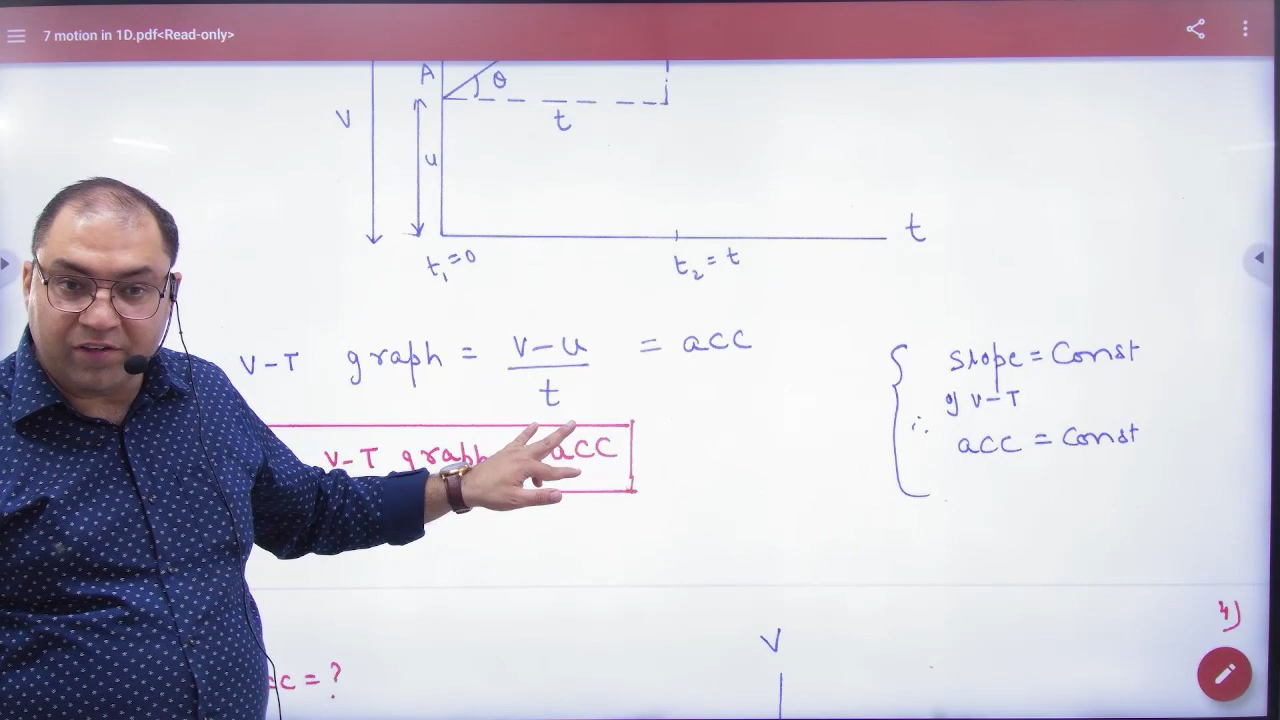 7 motion in 1D.pdf<Read-only>
A
θ
V
t
u
t
t₁=0
t₂ = t
V-T graph = v-u/t = acc
slope = Const
of V-T
∴ acc = Const
V-T graph acc
4)
V
cc = ?